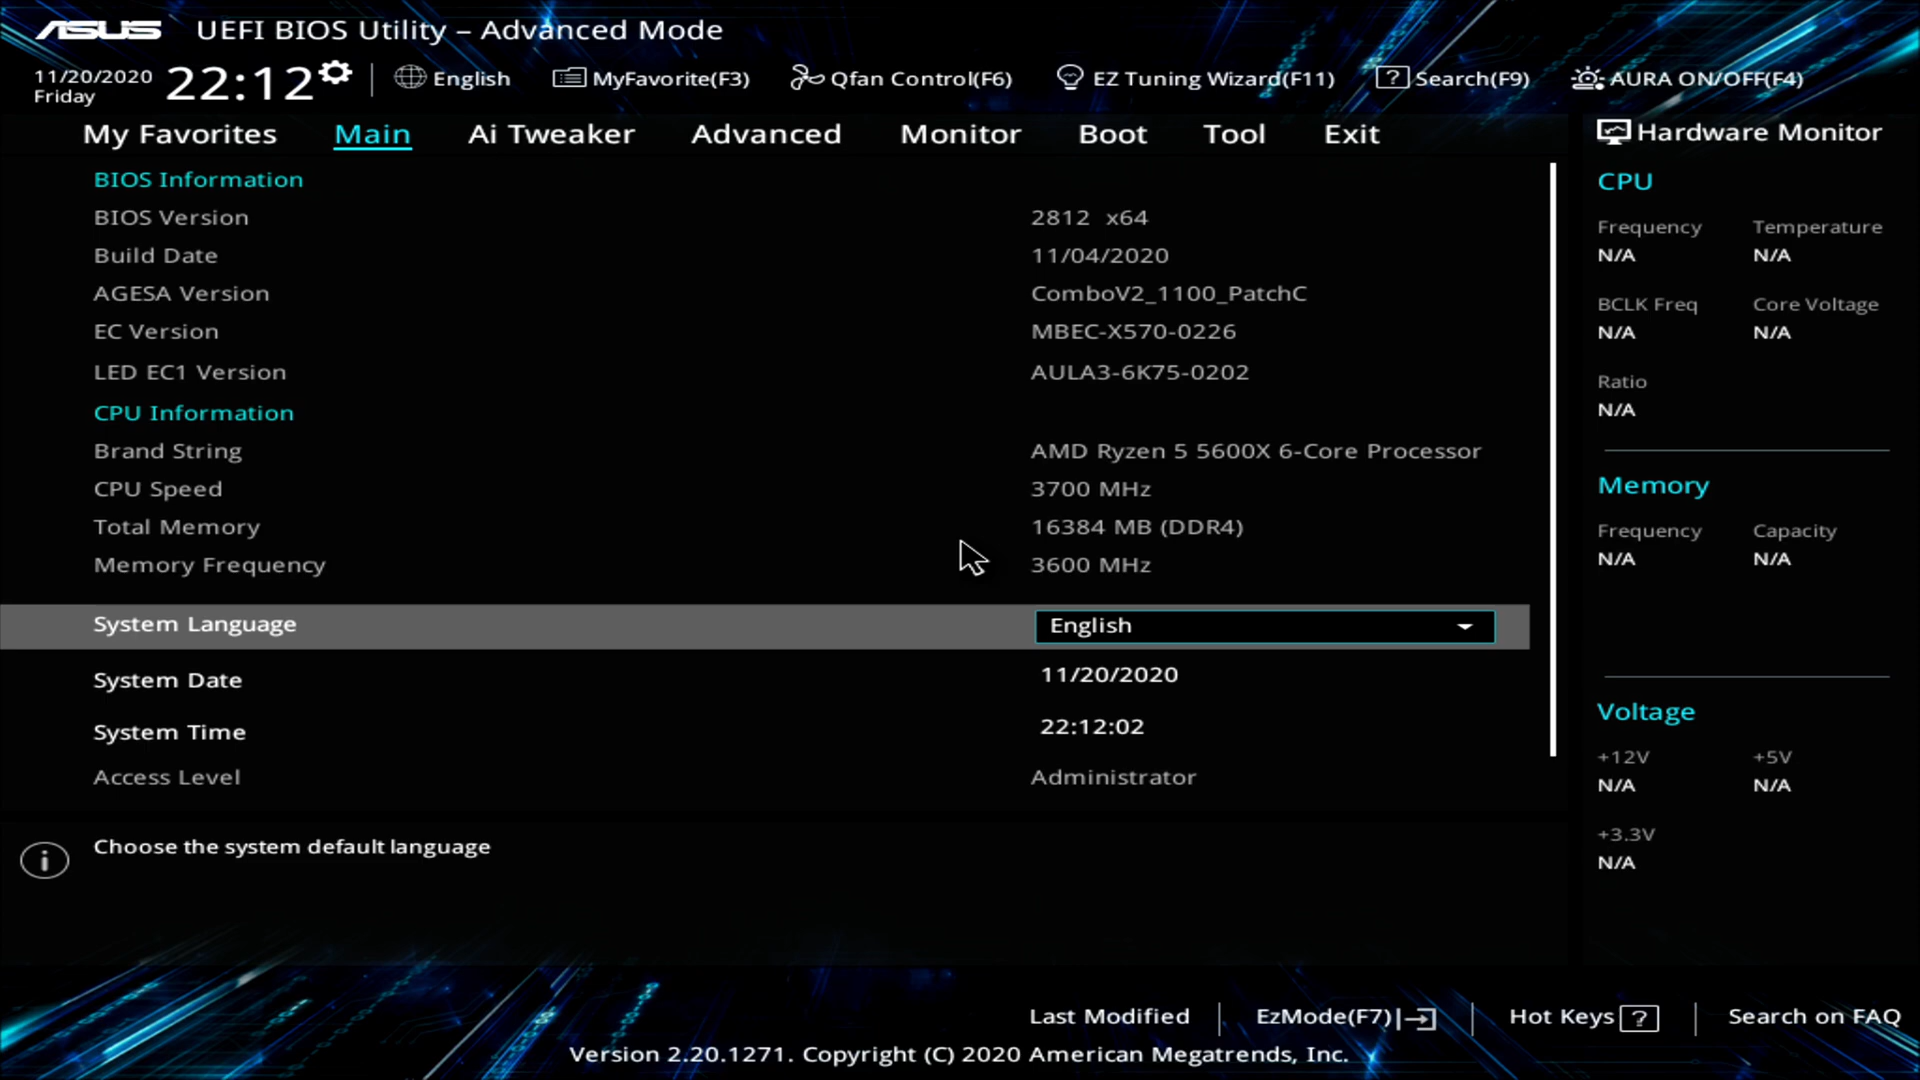 ASUS UEFI BIOS Utility – Advanced Mode
11/20/2020
Friday
22:12
English
MyFavorite(F3)
Qfan Control(F6)
EZ Tuning Wizard(F11)
Search(F9)
AURA ON/OFF(F4)
My Favorites Main Ai Tweaker Advanced Monitor Boot Tool Exit
BIOS Information
BIOS Version 2812 x64
Build Date 11/04/2020
AGESA Version ComboV2_1100_PatchC
EC Version MBEC-X570-0226
LED EC1 Version AULA3-6K75-0202
CPU Information
Brand String AMD Ryzen 5 5600X 6-Core Processor
CPU Speed 3700 MHz
Total Memory 16384 MB (DDR4)
Memory Frequency 3600 MHz
System Language English
System Date 11/20/2020
System Time 22:12:02
Access Level Administrator
Choose the system default language
Hardware Monitor
CPU
Frequency Temperature
N/A N/A
BCLK Freq Core Voltage
N/A N/A
Ratio
N/A
Memory
Frequency Capacity
N/A N/A
Voltage
+12V +5V
N/A N/A
+3.3V
N/A
Last Modified
EzMode(F7)
Hot Keys ?
Search on FAQ
Version 2.20.1271. Copyright (C) 2020 American Megatrends, Inc.